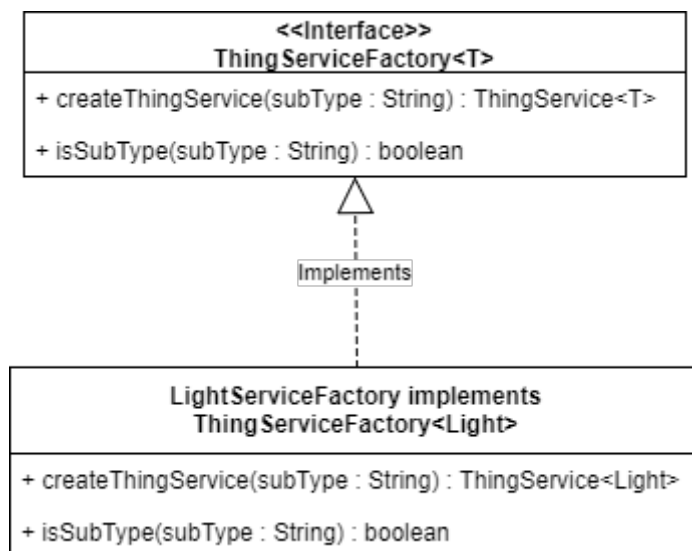 <<Interface>>
ThingServiceFactory<T>
+ createThingService(subType : String) : ThingService<T>
+ isSubType(subType : String) : boolean
Implements
LightServiceFactory implements
ThingServiceFactory<Light>
+ createThingService(subType : String) : ThingService<Light>
+ isSubType(subType : String) : boolean